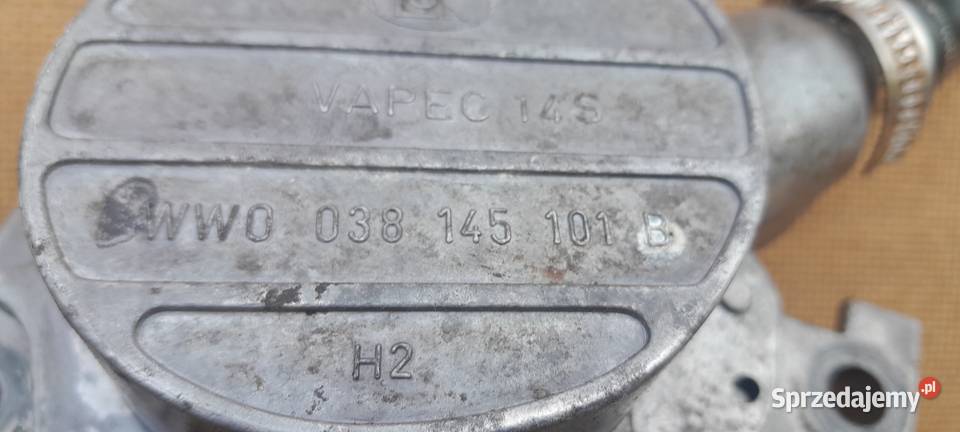 VAPEC 14S
WWO 038 145 101 B
H2
Sprzedajemy.pl